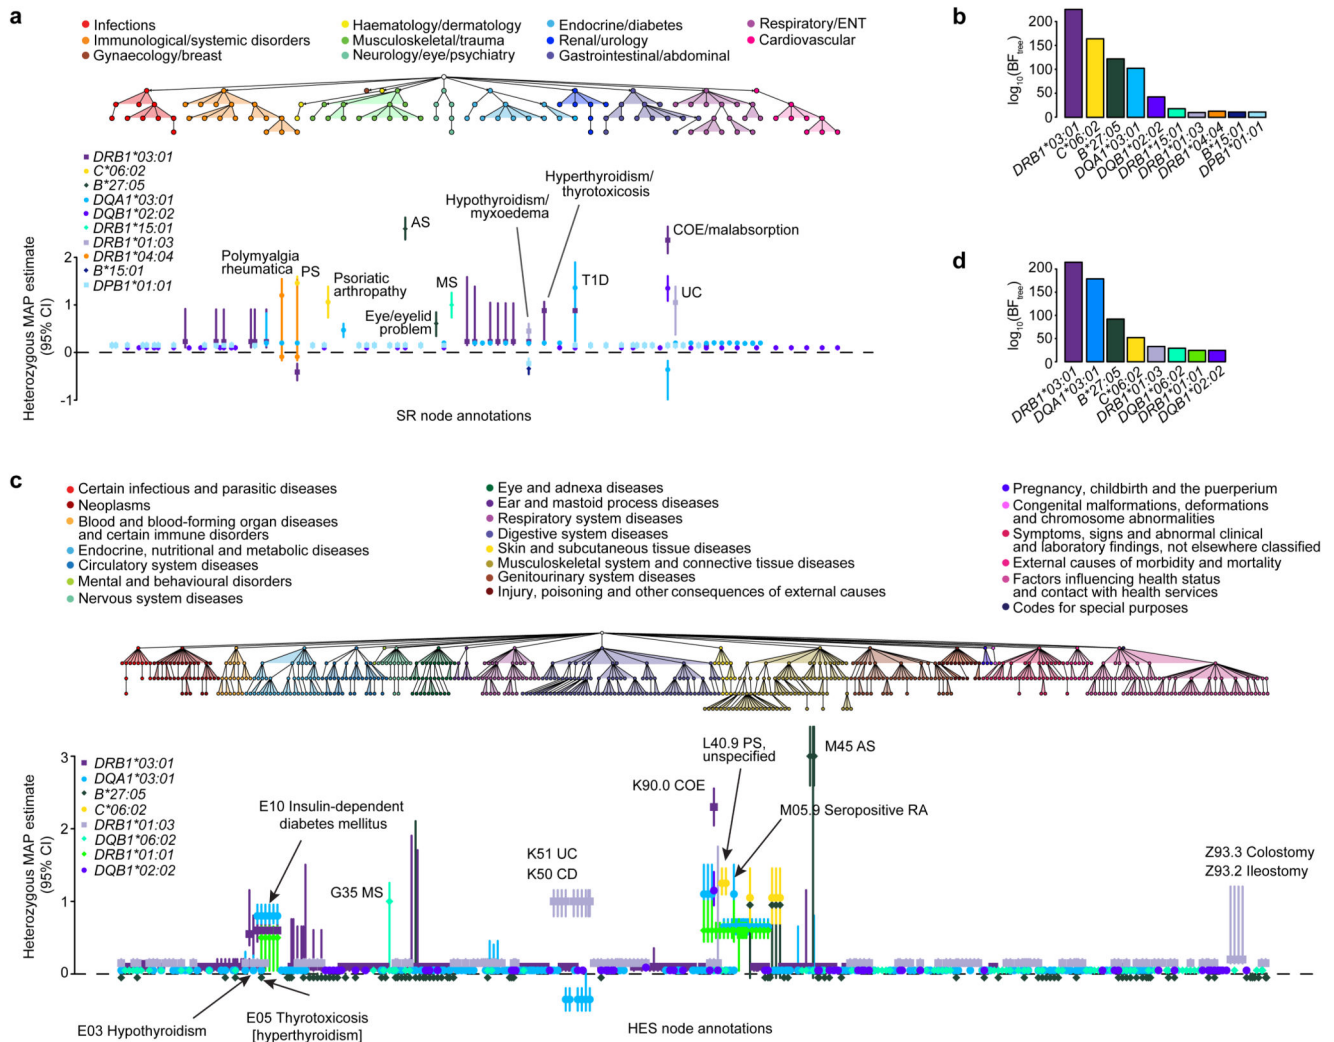 a
Infections
Immunological/systemic disorders
Gynaecology/breast
Haematology/dermatology
Musculoskeletal/trauma
Neurology/eye/psychiatry
Endocrine/diabetes
Renal/urology
Gastrointestinal/abdominal
Respiratory/ENT
Cardiovascular
DRB1*03:01
C*06:02
B*27:05
DQA1*03:01
DQB1*02:02
DRB1*15:01
DRB1*01:03
DRB1*04:04
B*15:01
DPB1*01:01
Heterozygous MAP estimate
(95% CI)
2
1
0
-1
Polymyalgia
rheumatica
PS
Psoriatic
arthropathy
Eye/eyelid
problem
AS
MS
Hypothyroidism/
myxoedema
Hyperthyroidism/
thyrotoxicosis
T1D
COE/malabsorption
UC
SR node annotations
b
log10(BFtree)
200
150
100
50
0
DRB1*03:01
C*06:02
B*27:05
DQA1*03:01
DQB1*02:02
DRB1*15:01
DRB1*01:03
DRB1*04:04
B*15:01
DPB1*01:01
d
log10(BFtree)
200
150
100
50
0
DRB1*03:01
DQA1*03:01
B*27:05
C*06:02
DRB1*01:03
DQB1*06:02
DRB1*01:01
DQB1*02:02
c
Certain infectious and parasitic diseases
Neoplasms
Blood and blood-forming organ diseases
and certain immune disorders
Endocrine, nutritional and metabolic diseases
Circulatory system diseases
Mental and behavioural disorders
Nervous system diseases
Eye and adnexa diseases
Ear and mastoid process diseases
Respiratory system diseases
Digestive system diseases
Skin and subcutaneous tissue diseases
Musculoskeletal system and connective tissue diseases
Genitourinary system diseases
Injury, poisoning and other consequences of external causes
Pregnancy, childbirth and the puerperium
Congenital malformations, deformations
and chromosome abnormalities
Symptoms, signs and abnormal clinical
and laboratory findings, not elsewhere classified
External causes of morbidity and mortality
Factors influencing health status
and contact with health services
Codes for special purposes
Heterozygous MAP estimate
(95% CI)
3
2
1
0
DRB1*03:01
DQA1*03:01
B*27:05
C*06:02
DRB1*01:03
DQB1*06:02
DRB1*01:01
DQB1*02:02
E10 Insulin-dependent
diabetes mellitus
G35 MS
K51 UC
K50 CD
K90.0 COE
L40.9 PS,
unspecified
M45 AS
M05.9 Seropositive RA
Z93.3 Colostomy
Z93.2 Ileostomy
E03 Hypothyroidism
E05 Thyrotoxicosis
[hyperthyroidism]
HES node annotations